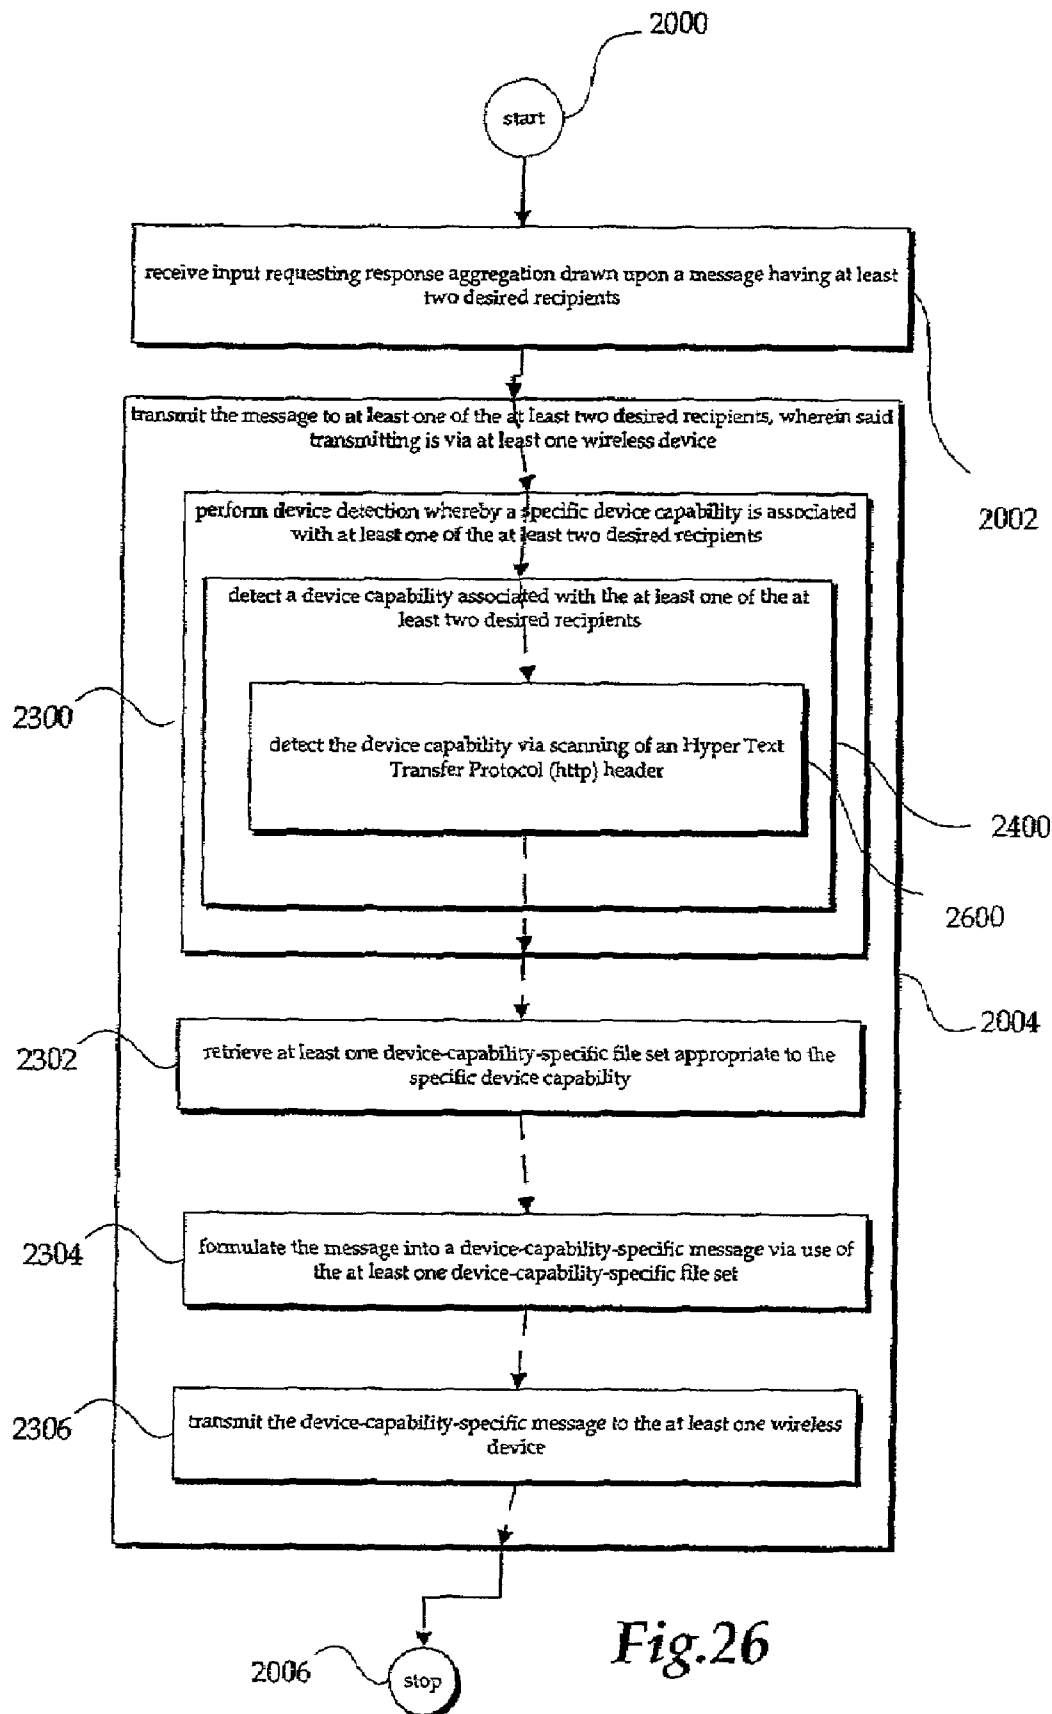 2000
start
receive input requesting response aggregation drawn upon a message having at least
two desired recipients
2002
transmit the message to at least one of the at least two desired recipients, wherein said
transmitting is via at least one wireless device
perform device detection whereby a specific device capability is associated
with at least one of the at least two desired recipients
detect a device capability associated with the at least one of the at
least two desired recipients
2300
detect the device capability via scanning of an Hyper Text
Transfer Protocol (http) header
2400
2600
2004
2302
retrieve at least one device-capability-specific file set appropriate to the
specific device capability
2304
formulate the message into a device-capability-specific message via use of
the at least one device-capability-specific file set
2306
transmit the device-capability-specific message to the at least one wireless
device
Fig.26
2006
stop